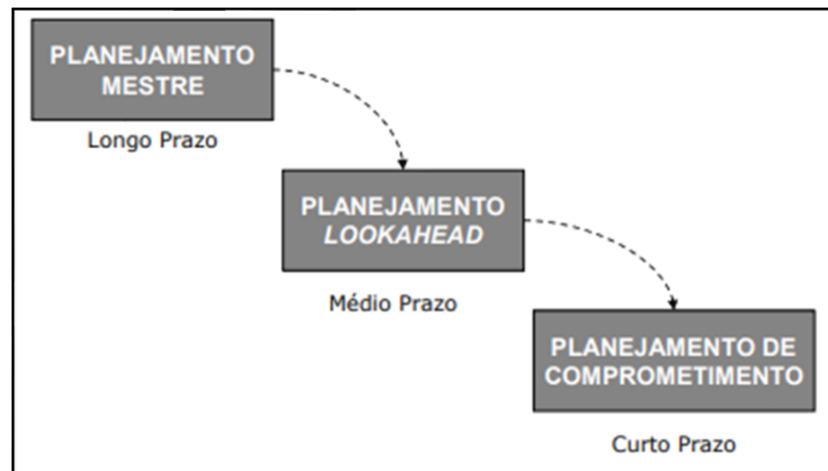 PLANEJAMENTO
MESTRE
Longo Prazo
PLANEJAMENTO
LOOKAHEAD
Médio Prazo
PLANEJAMENTO DE
COMPROMETIMENTO
Curto Prazo